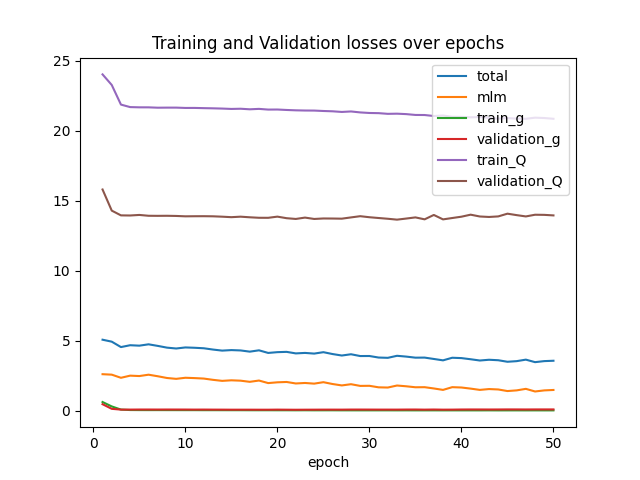 Training and Validation losses over epochs
25
20
15
10
5
0
total
mlm
train_g
validation_g
train_Q
validation_Q
0 10 20 30 40 50
epoch